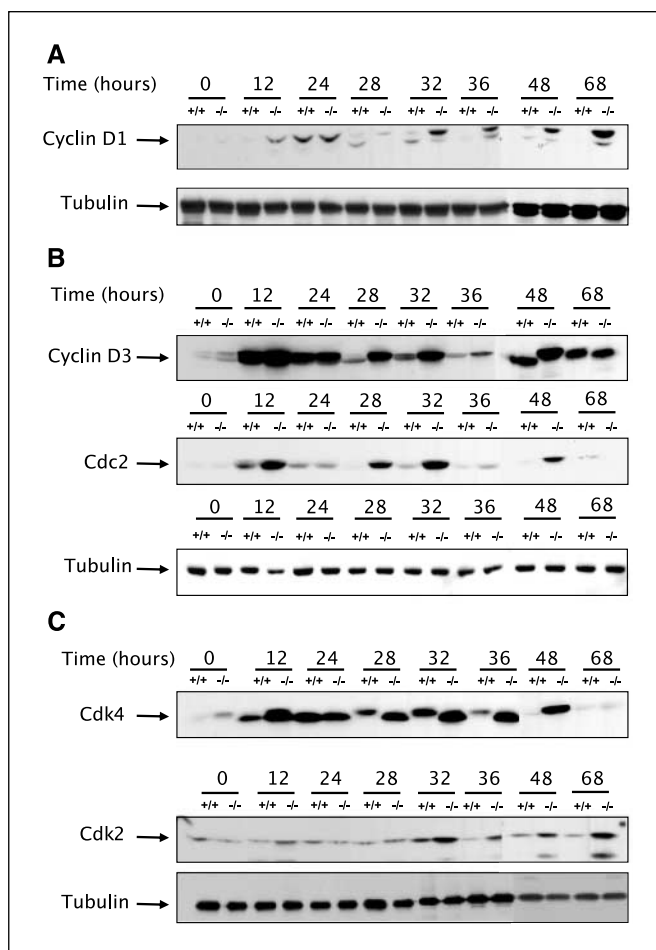 A
Time (hours) 0 12 24 28 32 36 48 68
+/+ -/- +/+ -/- +/+ -/- +/+ -/- +/+ -/- +/+ -/- +/+ -/- +/+ -/-
Cyclin D1
Tubulin
B
Time (hours) 0 12 24 28 32 36 48 68
+/+ -/- +/+ -/- +/+ -/- +/+ -/- +/+ -/- +/+ -/- +/+ -/- +/+ -/-
Cyclin D3
0 12 24 28 32 36 48 68
+/+ -/- +/+ -/- +/+ -/- +/+ -/- +/+ -/- +/+ -/- +/+ -/- +/+ -/-
Cdc2
0 12 24 28 32 36 48 68
+/+ -/- +/+ -/- +/+ -/- +/+ -/- +/+ -/- +/+ -/- +/+ -/- +/+ -/-
Tubulin
C
Time (hours) 0 12 24 28 32 36 48 68
+/+ -/- +/+ -/- +/+ -/- +/+ -/- +/+ -/- +/+ -/- +/+ -/- +/+ -/-
Cdk4
0 12 24 28 32 36 48 68
+/+ -/- +/+ -/- +/+ -/- +/+ -/- +/+ -/- +/+ -/- +/+ -/- +/+ -/-
Cdk2
Tubulin